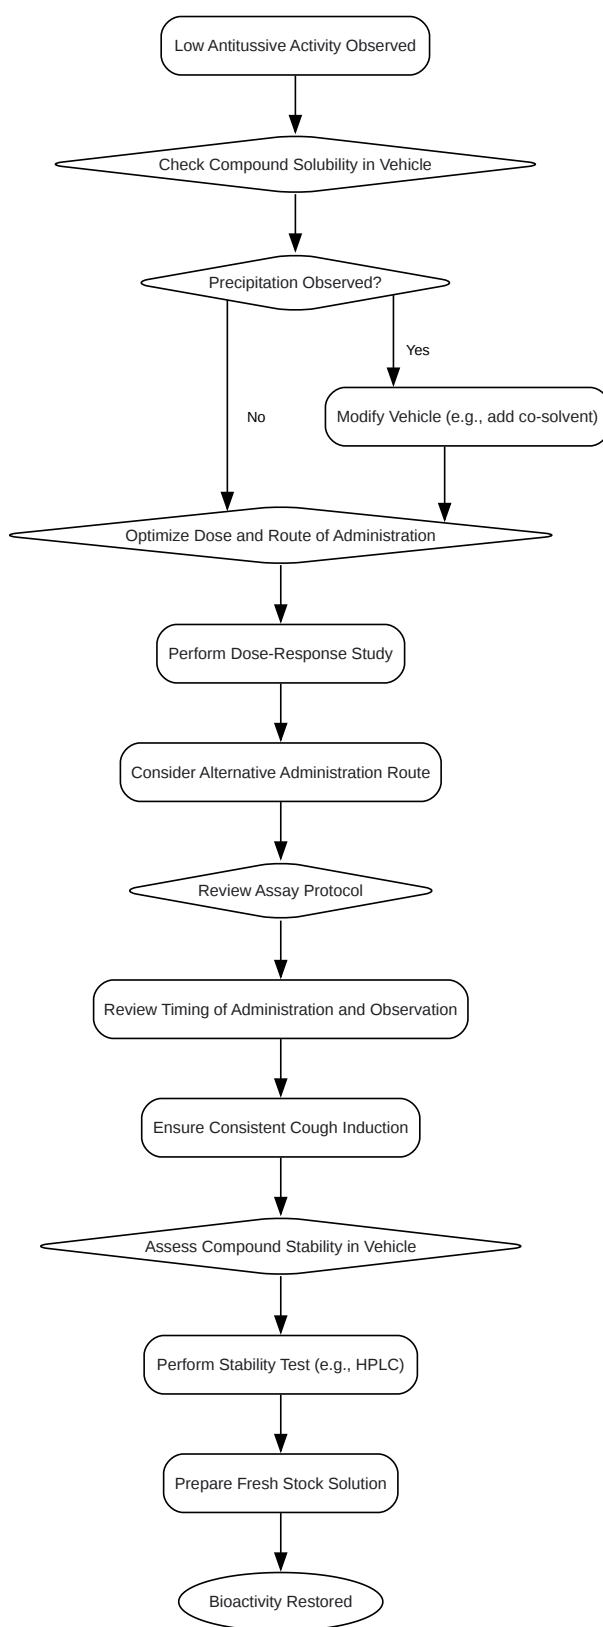 Low Antitussive Activity Observed
Check Compound Solubility in Vehicle
Precipitation Observed?
Yes
Modify Vehicle (e.g., add co-solvent)
No
Optimize Dose and Route of Administration
Perform Dose-Response Study
Consider Alternative Administration Route
Review Assay Protocol
Review Timing of Administration and Observation
Ensure Consistent Cough Induction
Assess Compound Stability in Vehicle
Perform Stability Test (e.g., HPLC)
Prepare Fresh Stock Solution
Bioactivity Restored